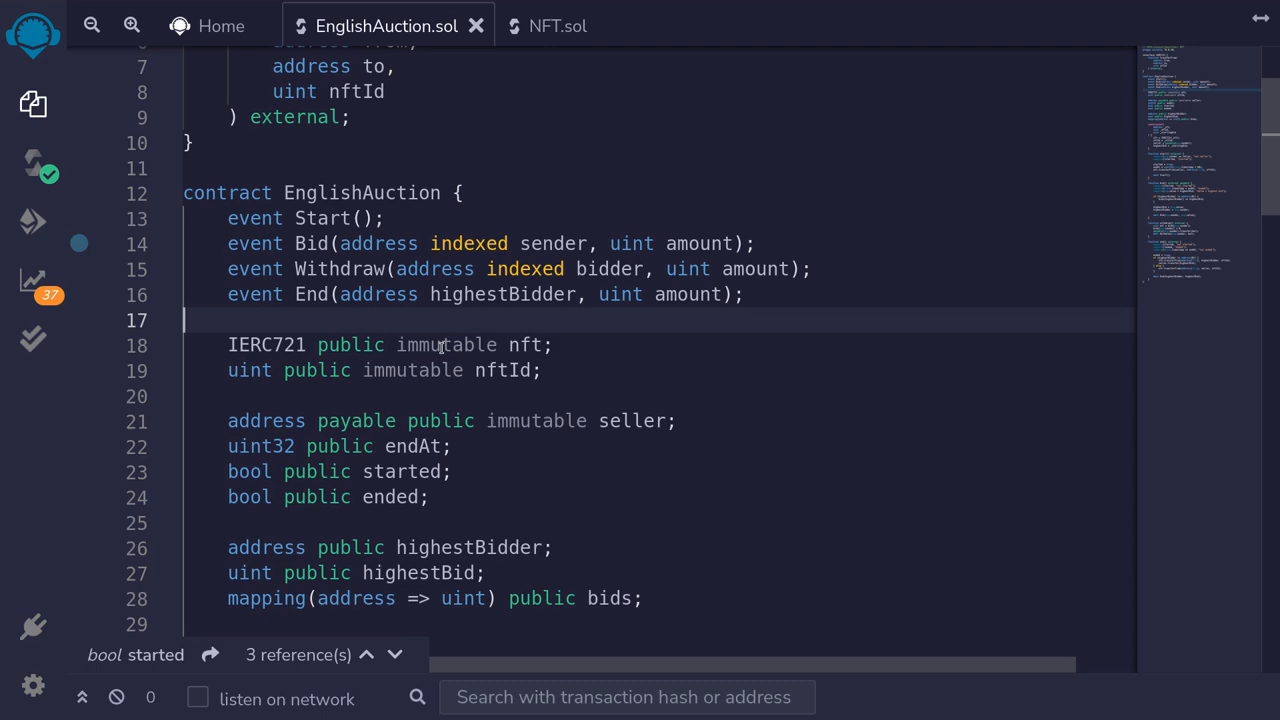 Home
EnglishAuction.sol
NFT.sol
7 address to,
8 uint nftId
9 ) external;
10 }
11
12 contract EnglishAuction {
13 event Start();
14 event Bid(address indexed sender, uint amount);
15 event Withdraw(address indexed bidder, uint amount);
16 event End(address highestBidder, uint amount);
17
18 IERC721 public immutable nft;
19 uint public immutable nftId;
20
21 address payable public immutable seller;
22 uint32 public endAt;
23 bool public started;
24 bool public ended;
25
26 address public highestBidder;
27 uint public highestBid;
28 mapping(address => uint) public bids;
29
37
bool started 3 reference(s)
0 listen on network Search with transaction hash or address